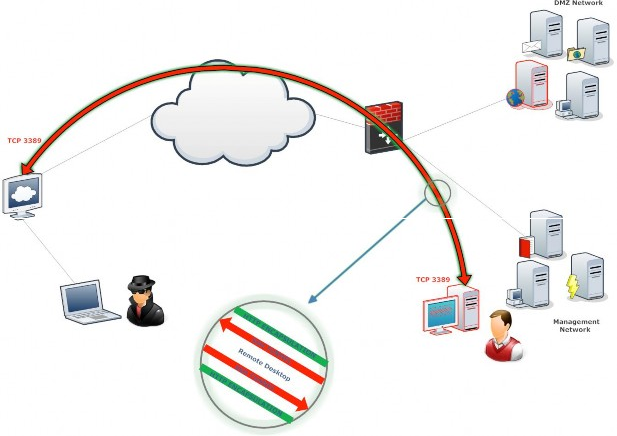 DMZ Network
TCP 3389
TCP 3389
Remote Desktop
Management
Network